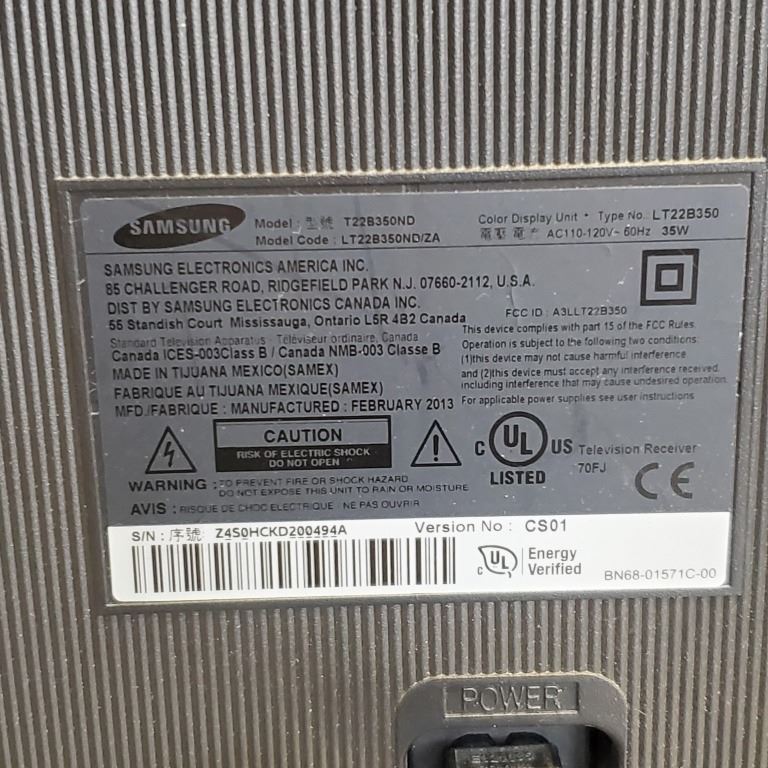 SAMSUNG
Model : 型號 T22B350ND
Model Code : LT22B350ND/ZA
Color Display Unit • Type No. LT22B350
電壓 電產 AC110-120V~ 60Hz 35W
SAMSUNG ELECTRONICS AMERICA INC.
85 CHALLENGER ROAD, RIDGEFIELD PARK N.J. 07660-2112, U.S.A.
DIST BY SAMSUNG ELECTRONICS CANADA INC.
55 Standish Court Mississauga, Ontario L5R 4B2 Canada
Standard Television Apparatus - Téléviseur ordinaire, Canada
Canada ICES-003Class B / Canada NMB-003 Classe B
MADE IN TIJUANA MEXICO(SAMEX)
FABRIQUE AU TIJUANA MEXIQUE(SAMEX)
MFD./FABRIQUE : MANUFACTURED : FEBRUARY 2013
FCC ID : A3LLT22B350
This device complies with part 15 of the FCC Rules.
Operation is subject to the following two conditions:
(1)this device may not cause harmful interference
and (2)this device must accept any interference received.
including interference that may cause undesired operation.
For applicable power supplies see user instructions
CAUTION
RISK OF ELECTRIC SHOCK
DO NOT OPEN
WARNING : TO PREVENT FIRE OR SHOCK HAZARD
DO NOT EXPOSE THIS UNIT TO RAIN OR MOISTURE
AVIS : RISQUE DE CHOC ELECTRIQUE NE PAS OUVRIR
C UL US
LISTED
Television Receiver
70FJ
CE
S/N : 序號 Z4S0HCKD200494A
Version No : CS01
C UL
Energy
Verified
BN68-01571C-00
POWER